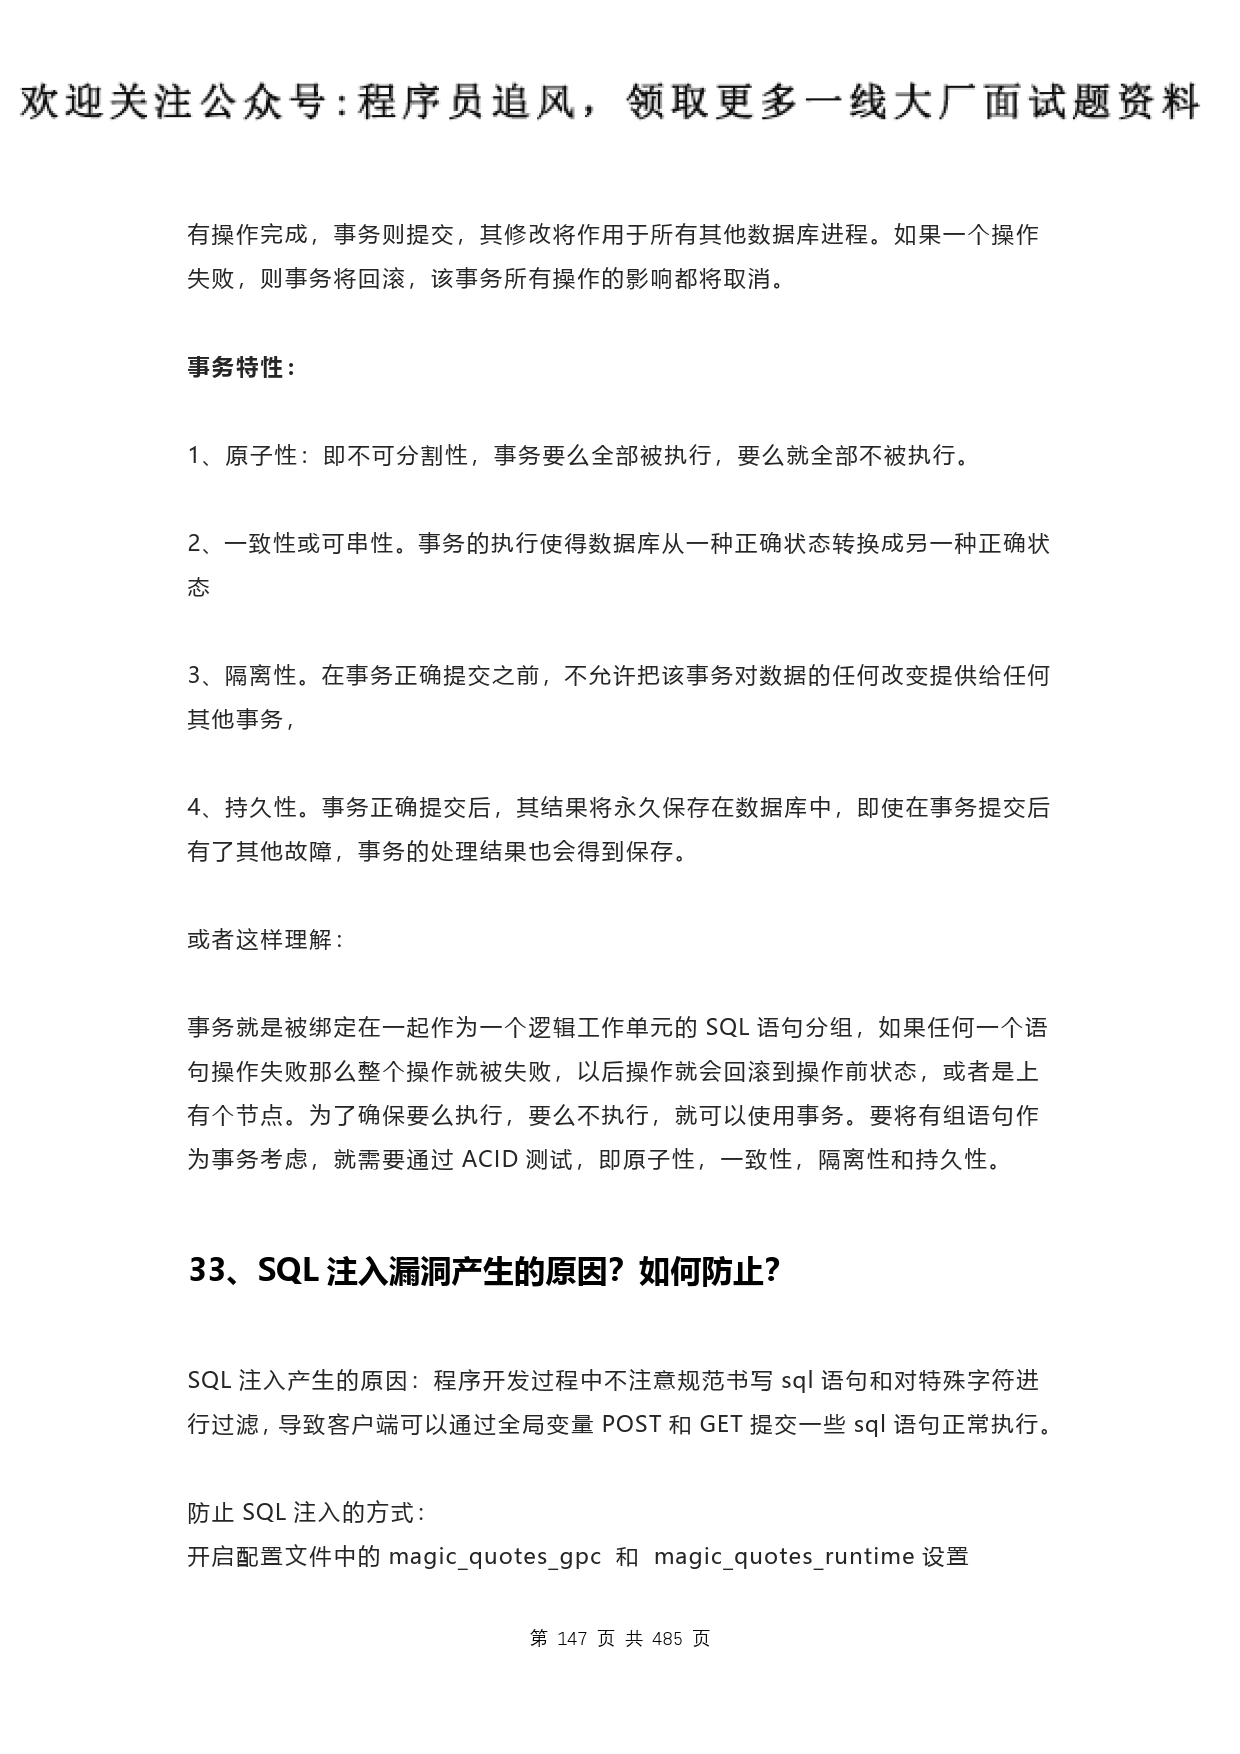 欢迎关注公众号:程序员追风，领取更多一线大厂面试题资料
有操作完成，事务则提交，其修改将作用于所有其他数据库进程。如果一个操作
失败，则事务将回滚，该事务所有操作的影响都将取消。
事务特性：
1、原子性：即不可分割性，事务要么全部被执行，要么就全部不被执行。
2、一致性或可串性。事务的执行使得数据库从一种正确状态转换成另一种正确状
态
3、隔离性。在事务正确提交之前，不允许把该事务对数据的任何改变提供给任何
其他事务，
4、持久性。事务正确提交后，其结果将永久保存在数据库中，即使在事务提交后
有了其他故障，事务的处理结果也会得到保存。
或者这样理解：
事务就是被绑定在一起作为一个逻辑工作单元的 SQL 语句分组，如果任何一个语
句操作失败那么整个操作就被失败，以后操作就会回滚到操作前状态，或者是上
有个节点。为了确保要么执行，要么不执行，就可以使用事务。要将有组语句作
为事务考虑，就需要通过 ACID 测试，即原子性，一致性，隔离性和持久性。
33、SQL 注入漏洞产生的原因？如何防止？
SQL 注入产生的原因：程序开发过程中不注意规范书写 sql 语句和对特殊字符进
行过滤，导致客户端可以通过全局变量 POST 和 GET 提交一些 sql 语句正常执行。
防止 SQL 注入的方式：
开启配置文件中的 magic_quotes_gpc 和 magic_quotes_runtime 设置
第 147 页 共 485 页